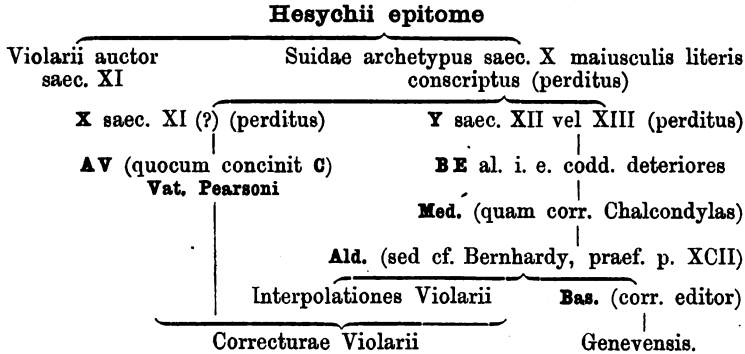 Hesychii epitome
Violarii auctor Suidae archetypus saec. X maiusculis literis
saec. XI conscriptus (perditus)
X saec. XI (?) (perditus) Y saec. XII vel XIII (perditus)
AV (quocum concinit C) BE al. i. e. codd. deteriores
Vat. Pearsoni
Med. (quam corr. Chalcondylas)
Ald. (sed cf. Bernhardy, praef. p. XCII)
Interpolationes Violarii Bas. (corr. editor)
Correcturae Violarii Genevensis.